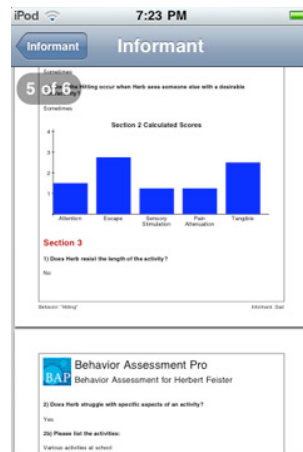 iPod 7:23 PM
Informant Informant
Sometimes
5 of 6
the Hitting occur when Herb sees someone else with a desirable
Sometimes
Section 2 Calculated Scores
4
3
2
1
Attention Escape Sensory Stimulation Pain Attenuation Tangible
Section 3
1) Does Herb resist the length of the activity?
No
Behavior: "Hitting" Informant: Dad
BAP
Behavior Assessment Pro
Behavior Assessment for Herbert Feister
2) Does Herb struggle with specific aspects of an activity?
Yes
2b) Please list the activities:
Various activities at school